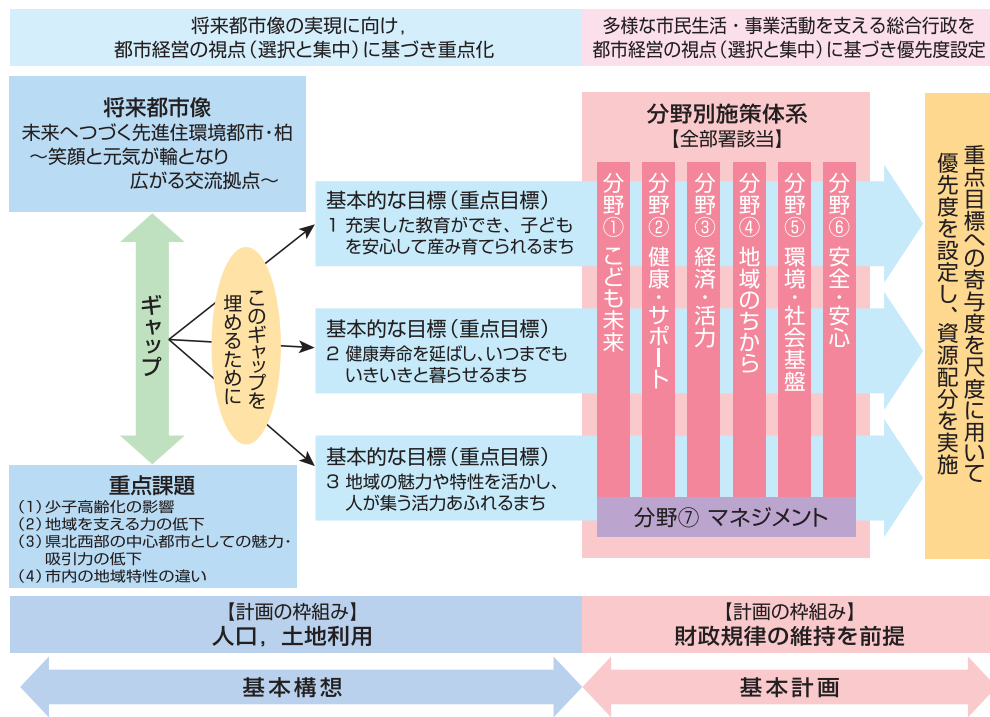 将来都市像の実現に向け，
都市経営の視点（選択と集中）に基づき重点化
多様な市民生活・事業活動を支える総合行政を
都市経営の視点（選択と集中）に基づき優先度設定
将来都市像
未来へつづく先進住環境都市・柏
～笑顔と元気が輪となり
広がる交流拠点～
ギャップ
このギャップを
埋めるために
重点課題
（1）少子高齢化の影響
（2）地域を支える力の低下
（3）県北西部の中心都市としての魅力・
吸引力の低下
（4）市内の地域特性の違い
基本的な目標（重点目標）
1 充実した教育ができ、子ども
を安心して産み育てられるまち
基本的な目標（重点目標）
2 健康寿命を延ばし、いつまでも
いきいきと暮らせるまち
基本的な目標（重点目標）
3 地域の魅力や特性を活かし、
人が集う活力あふれるまち
分野別施策体系
【全部署該当】
分野① こども未来
分野② 健康・サポート
分野③ 経済・活力
分野④ 地域のちから
分野⑤ 環境・社会基盤
分野⑥ 安全・安心
分野⑦ マネジメント
重点目標への寄与度を尺度に用いて
優先度を設定し、資源配分を実施
【計画の枠組み】
人口，土地利用
【計画の枠組み】
財政規律の維持を前提
基本構想
基本計画